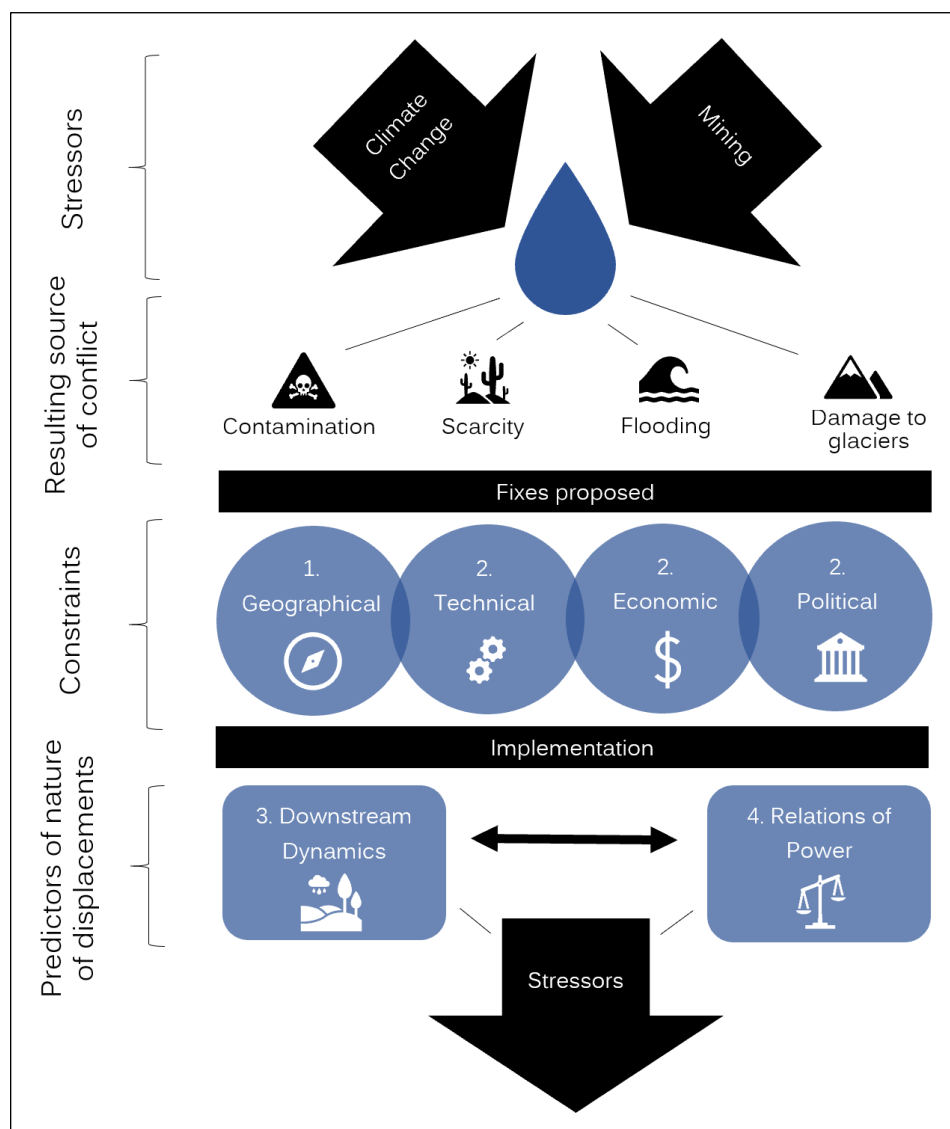 Stressors
Climate
Change
Mining
Resulting source
of conflict
Contamination
Scarcity
Flooding
Damage to
glaciers
Fixes proposed
Constraints
1.
Geographical
2.
Technical
2.
Economic
$
2.
Political
Implementation
Predictors of nature
of displacements
3. Downstream
Dynamics
4. Relations of
Power
Stressors